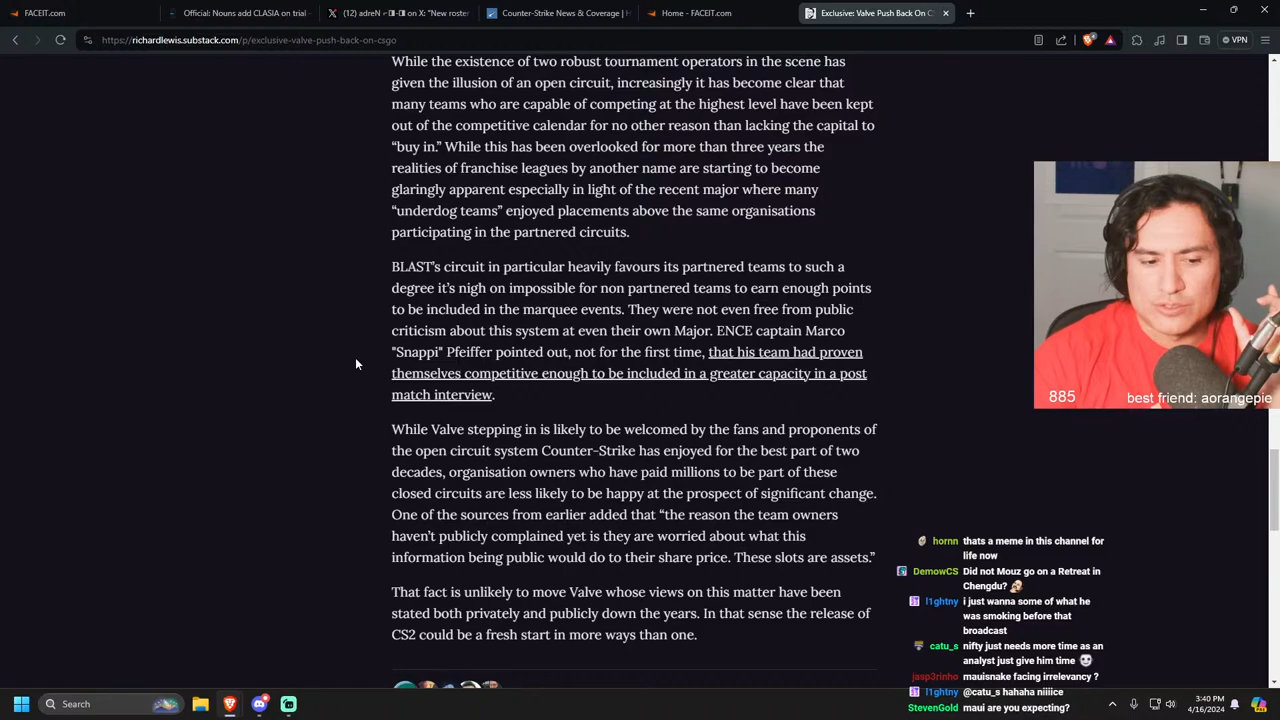 FACEIT.com
Official: Nouns add CLASIA on trial
(12) adreN on X: "New roster
Counter-Strike News & Coverage | H
Home - FACEIT.com
Exclusive: Valve Push Back On C
https://richardlewis.substack.com/p/exclusive-valve-push-back-on-csgo
VPN
While the existence of two robust tournament operators in the scene has
given the illusion of an open circuit, increasingly it has become clear that
many teams who are capable of competing at the highest level have been kept
out of the competitive calendar for no other reason than lacking the capital to
“buy in.” While this has been overlooked for more than three years the
realities of franchise leagues by another name are starting to become
glaringly apparent especially in light of the recent major where many
“underdog teams” enjoyed placements above the same organisations
participating in the partnered circuits.
BLAST’s circuit in particular heavily favours its partnered teams to such a
degree it’s nigh on impossible for non partnered teams to earn enough points
to be included in the marquee events. They were not even free from public
criticism about this system at even their own Major. ENCE captain Marco
"Snappi" Pfeiffer pointed out, not for the first time, that his team had proven
themselves competitive enough to be included in a greater capacity in a post
match interview.
While Valve stepping in is likely to be welcomed by the fans and proponents of
the open circuit system Counter-Strike has enjoyed for the best part of two
decades, organisation owners who have paid millions to be part of these
closed circuits are less likely to be happy at the prospect of significant change.
One of the sources from earlier added that “the reason the team owners
haven’t publicly complained yet is they are worried about what this
information being public would do to their share price. These slots are assets.”
That fact is unlikely to move Valve whose views on this matter have been
stated both privately and publicly down the years. In that sense the release of
CS2 could be a fresh start in more ways than one.
885
best friend: aorangepie
hornn thats a meme in this channel for
life now
DemowCS Did not Mouz go on a Retreat in
Chengdu?
l1ghtny i just wanna some of what he
was smoking before that
broadcast
catu_s nifty just needs more time as an
analyst just give him time
jasp3rinho mauisnake facing irrelevancy ?
l1ghtny @catu_s hahaha niiiice
StevenGold maui are you expecting?
Search
3:40 PM
4/16/2024